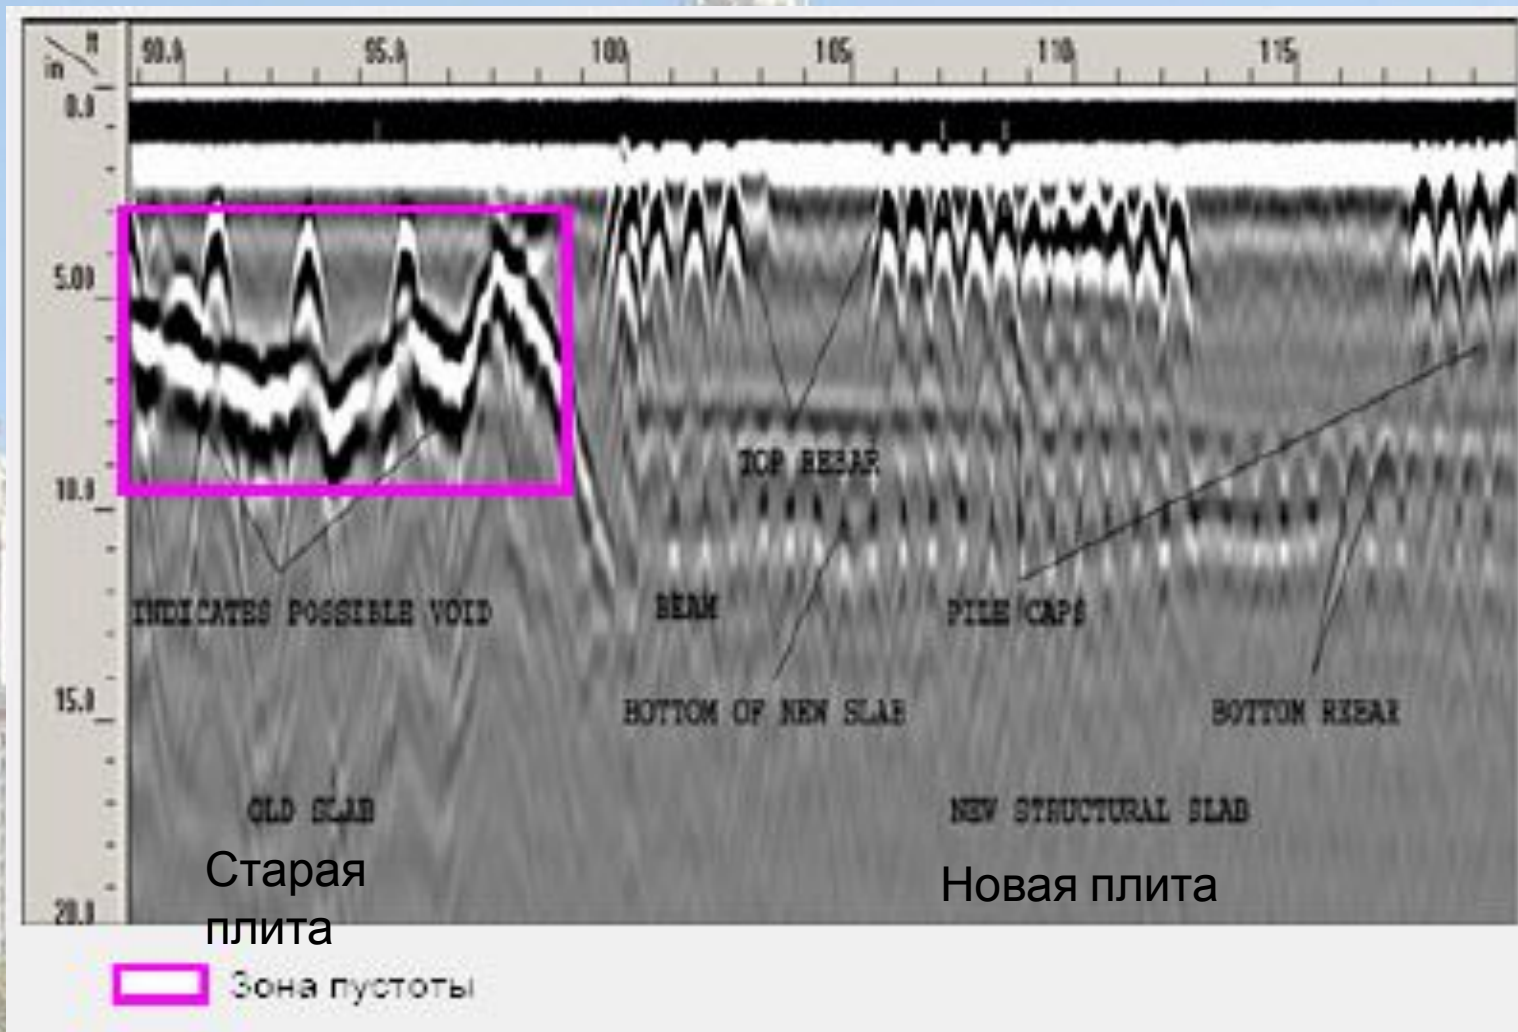 in/ft
90.0 95.0 100 105 110 115
0.0
5.00
10.0
15.0
20.0
TOP REBAR
INDICATES POSSIBLE VOID
BEAM
PILE CAPS
BOTTOM OF NEW SLAB
BOTTOM REBAR
OLD SLAB
NEW STRUCTURAL SLAB
Старая
плита
Новая плита
Зона пустоты